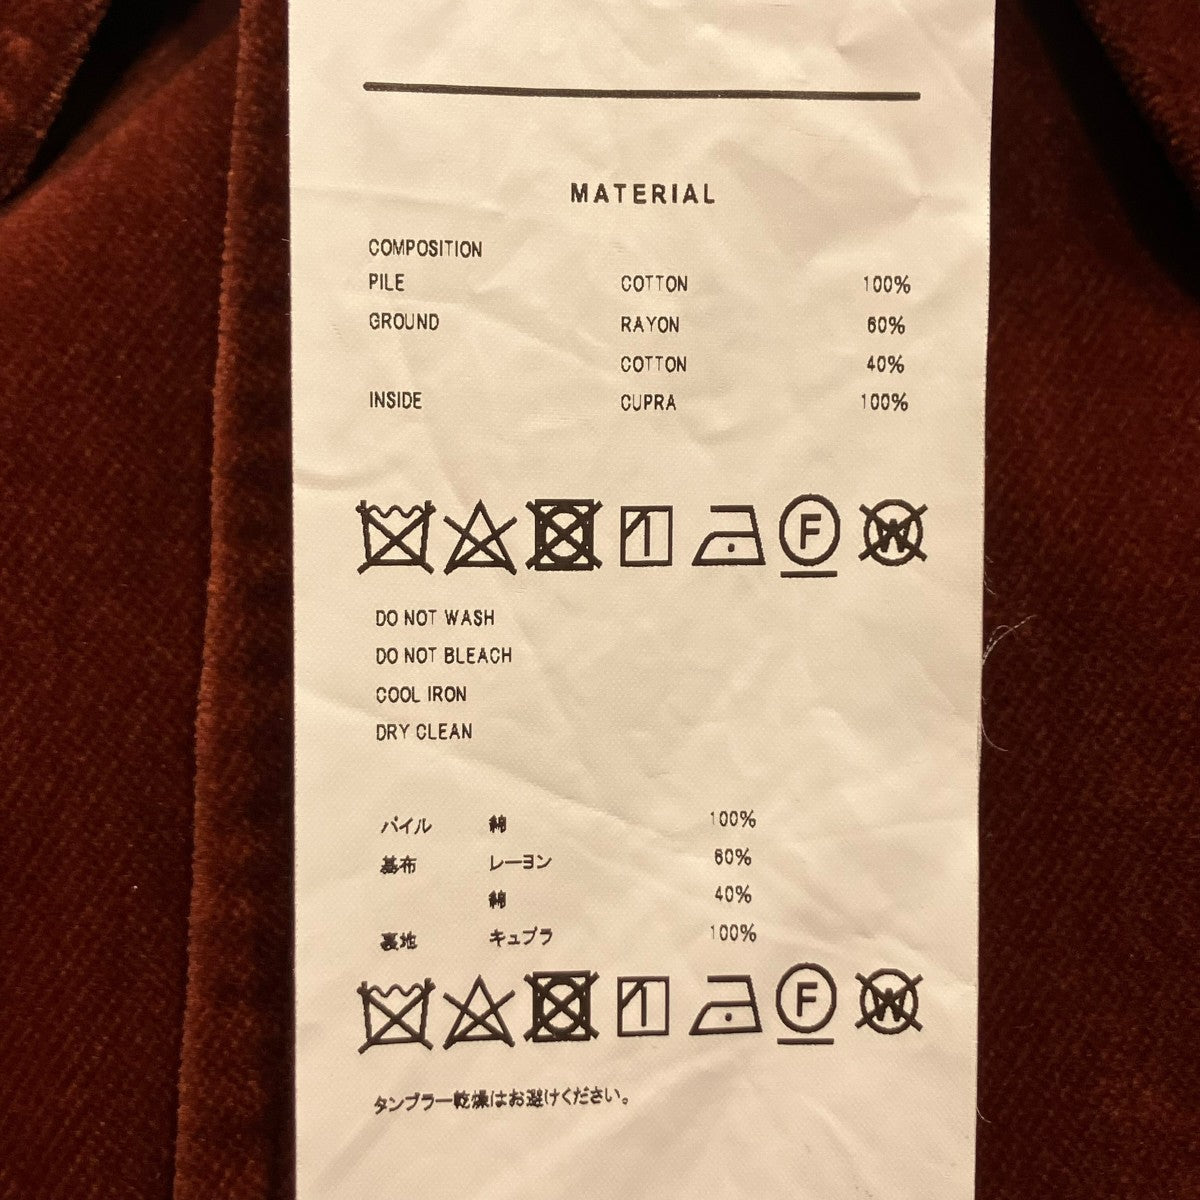 MATERIAL
COMPOSITION
PILE COTTON 100%
GROUND RAYON 60%
COTTON 40%
INSIDE CUPRA 100%
F W
DO NOT WASH
DO NOT BLEACH
COOL IRON
DRY CLEAN
パイル 綿 100%
基布 レーヨン 60%
綿 40%
裏地 キュプラ 100%
F W
タンブラー乾燥はお避けください。